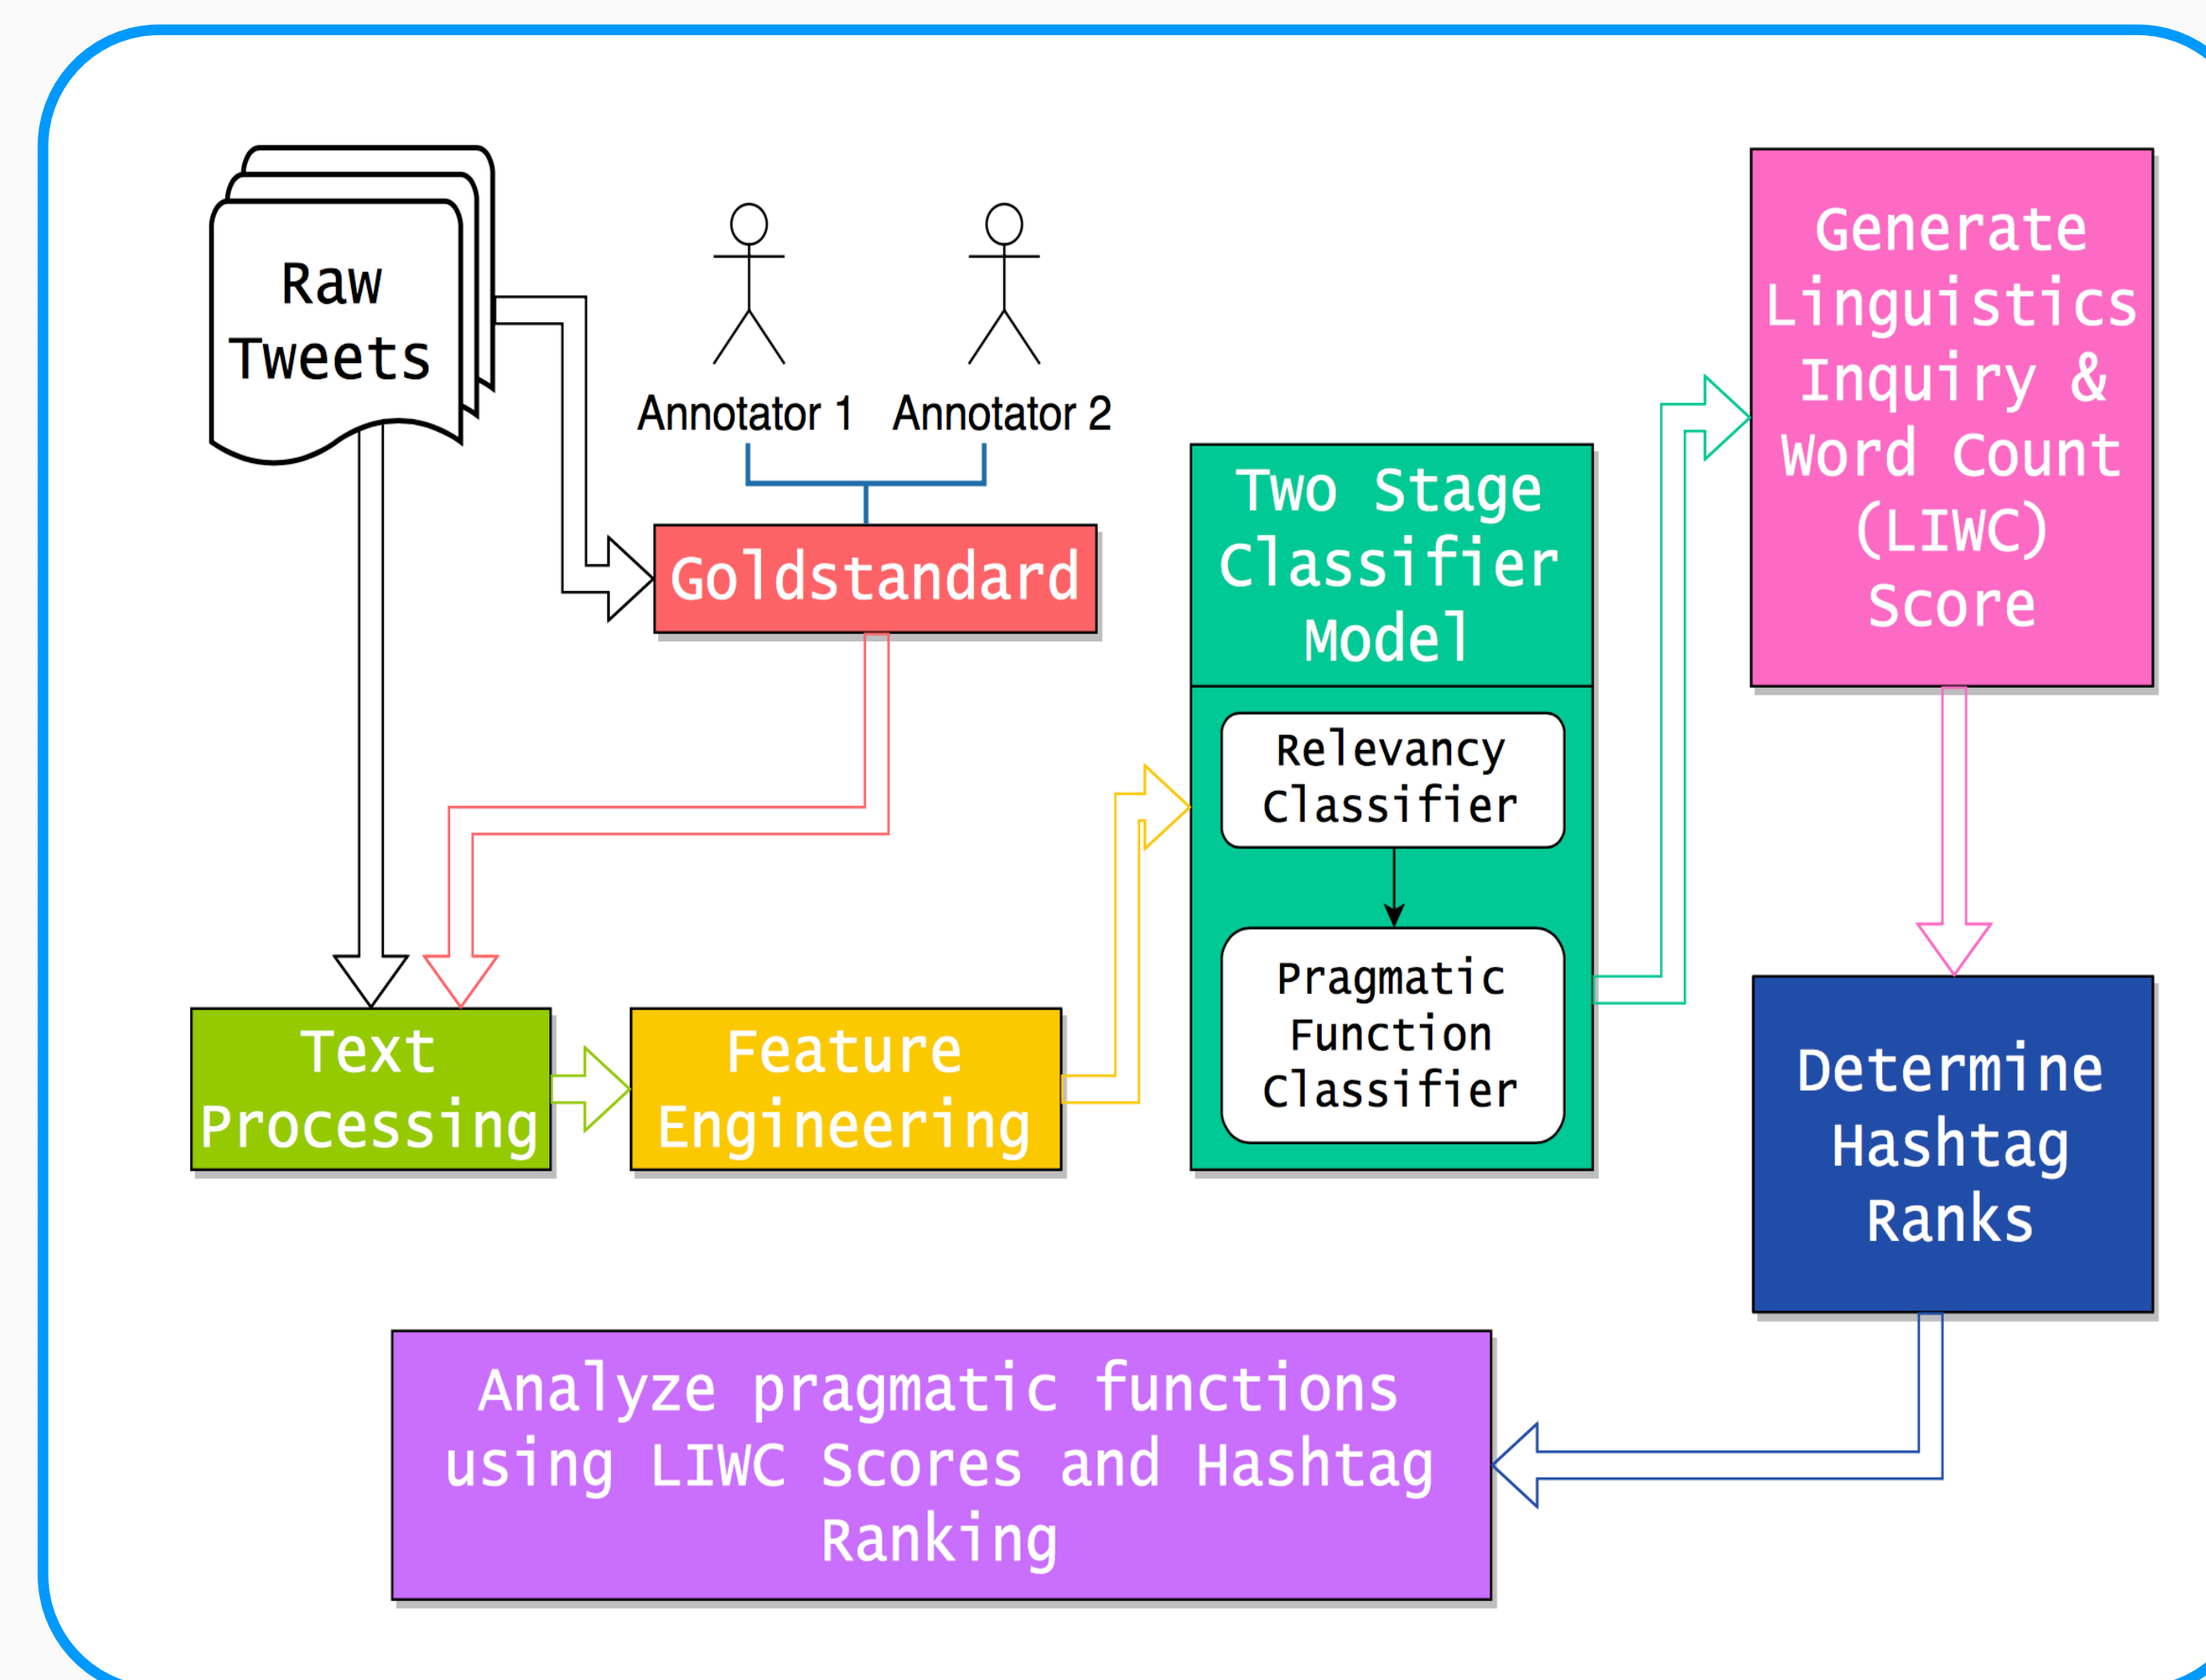 Raw
Tweets
Annotator 1
Annotator 2
Goldstandard
Text
Processing
Feature
Engineering
Two Stage
Classifier
Model
Relevancy
Classifier
Pragmatic
Function
Classifier
Generate
Linguistics
Inquiry &
Word Count
(LIWC)
Score
Determine
Hashtag
Ranks
Analyze pragmatic functions
using LIWC Scores and Hashtag
Ranking